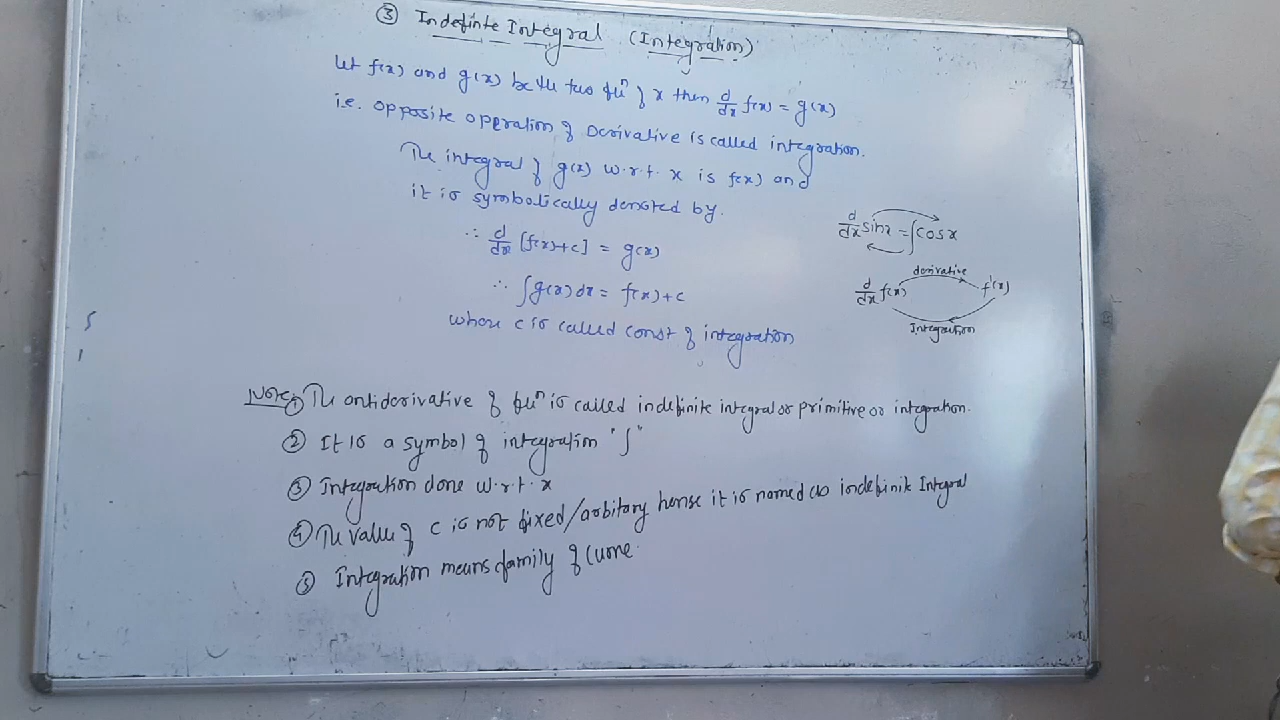 ③ Indefinte Integral (Integration)
Let f(x) and g(x) be the two fuⁿ of x then d/dx f(x) = g(x)
i.e. opposite operation of Derivative is called integration.
The integral of g(x) w.r.t. x is f(x) and
it is symbolically denoted by.
∴ d/dx [f(x)+c] = g(x)
∴ ∫g(x)dx = f(x)+c
where c is called const of integration
d/dx sinx = ∫cosx
derivative
d/dx f(x) f'(x)
Integration
Note ① The antiderivative of fuⁿ is called indefinite integral or primitive or integration.
② It is a symbol of integration "∫"
③ Integration done w.r.t. x
④ The value of c is not fixed/arbitary hense it is named as indefinite Integral
⑤ Integration means family of curve.